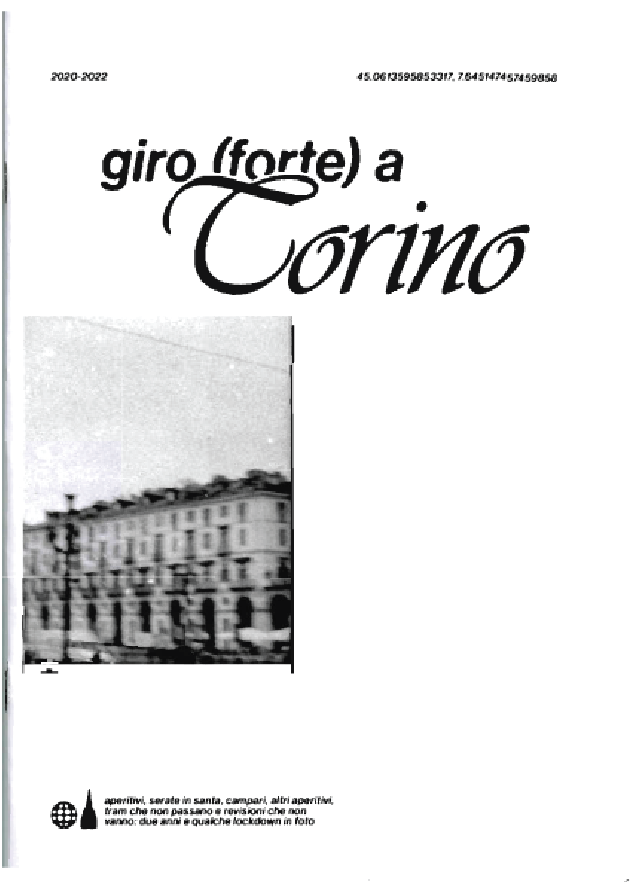 2020-2022
45.0613595853317, 7.645147457459858
giro (forte) a
Torino
aperitivi, serate in santa, campari, altri aperitivi,
tram che non passano e revisioni che non
vanno: due anni e qualche lockdown in foto